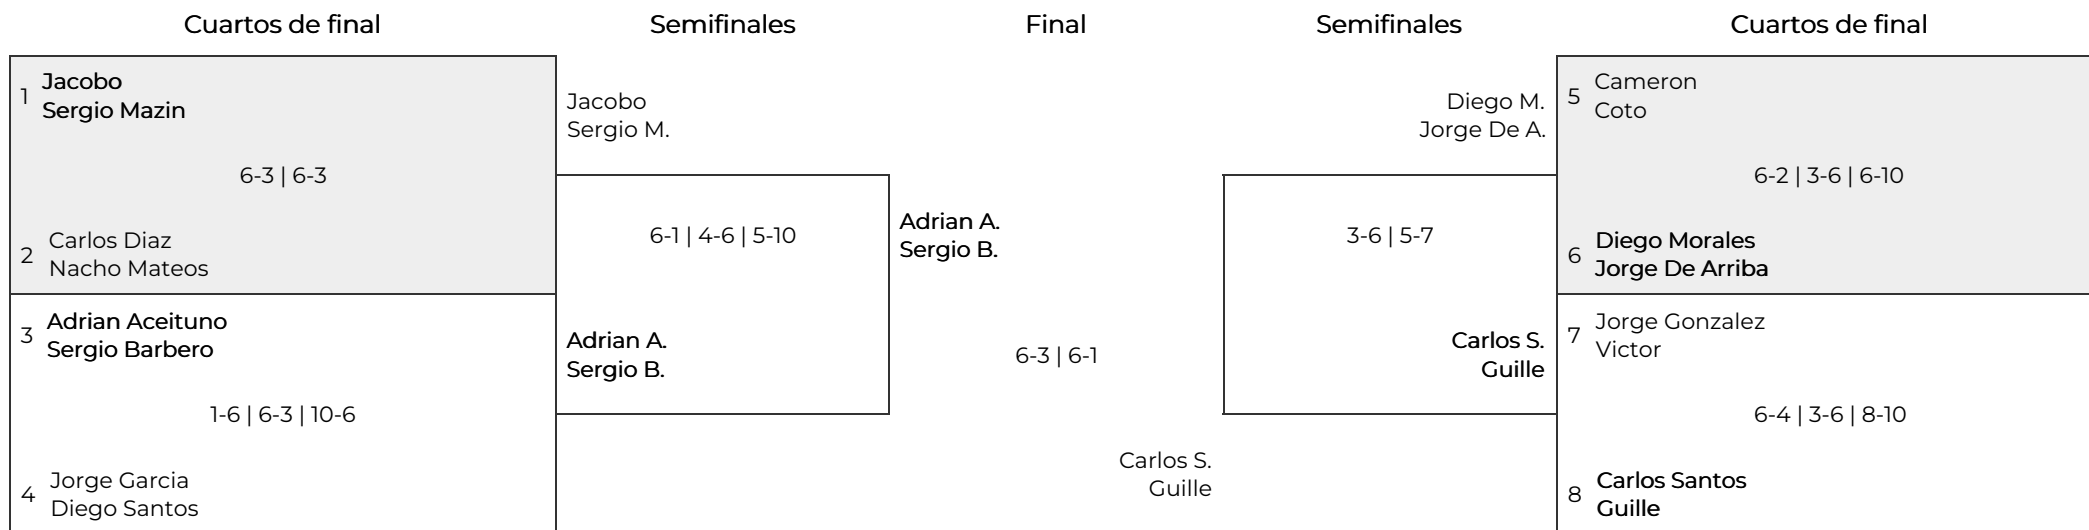 Cuartos de final
Semifinales
Final
Semifinales
Cuartos de final
1
Jacobo
Sergio Mazin
6-3 | 6-3
2
Carlos Diaz
Nacho Mateos
3
Adrian Aceituno
Sergio Barbero
1-6 | 6-3 | 10-6
4
Jorge Garcia
Diego Santos
Jacobo
Sergio M.
6-1 | 4-6 | 5-10
Adrian A.
Sergio B.
Adrian A.
Sergio B.
6-3 | 6-1
Carlos S.
Guille
Diego M.
Jorge De A.
3-6 | 5-7
Carlos S.
Guille
5
Cameron
Coto
6-2 | 3-6 | 6-10
6
Diego Morales
Jorge De Arriba
7
Jorge Gonzalez
Victor
6-4 | 3-6 | 8-10
8
Carlos Santos
Guille